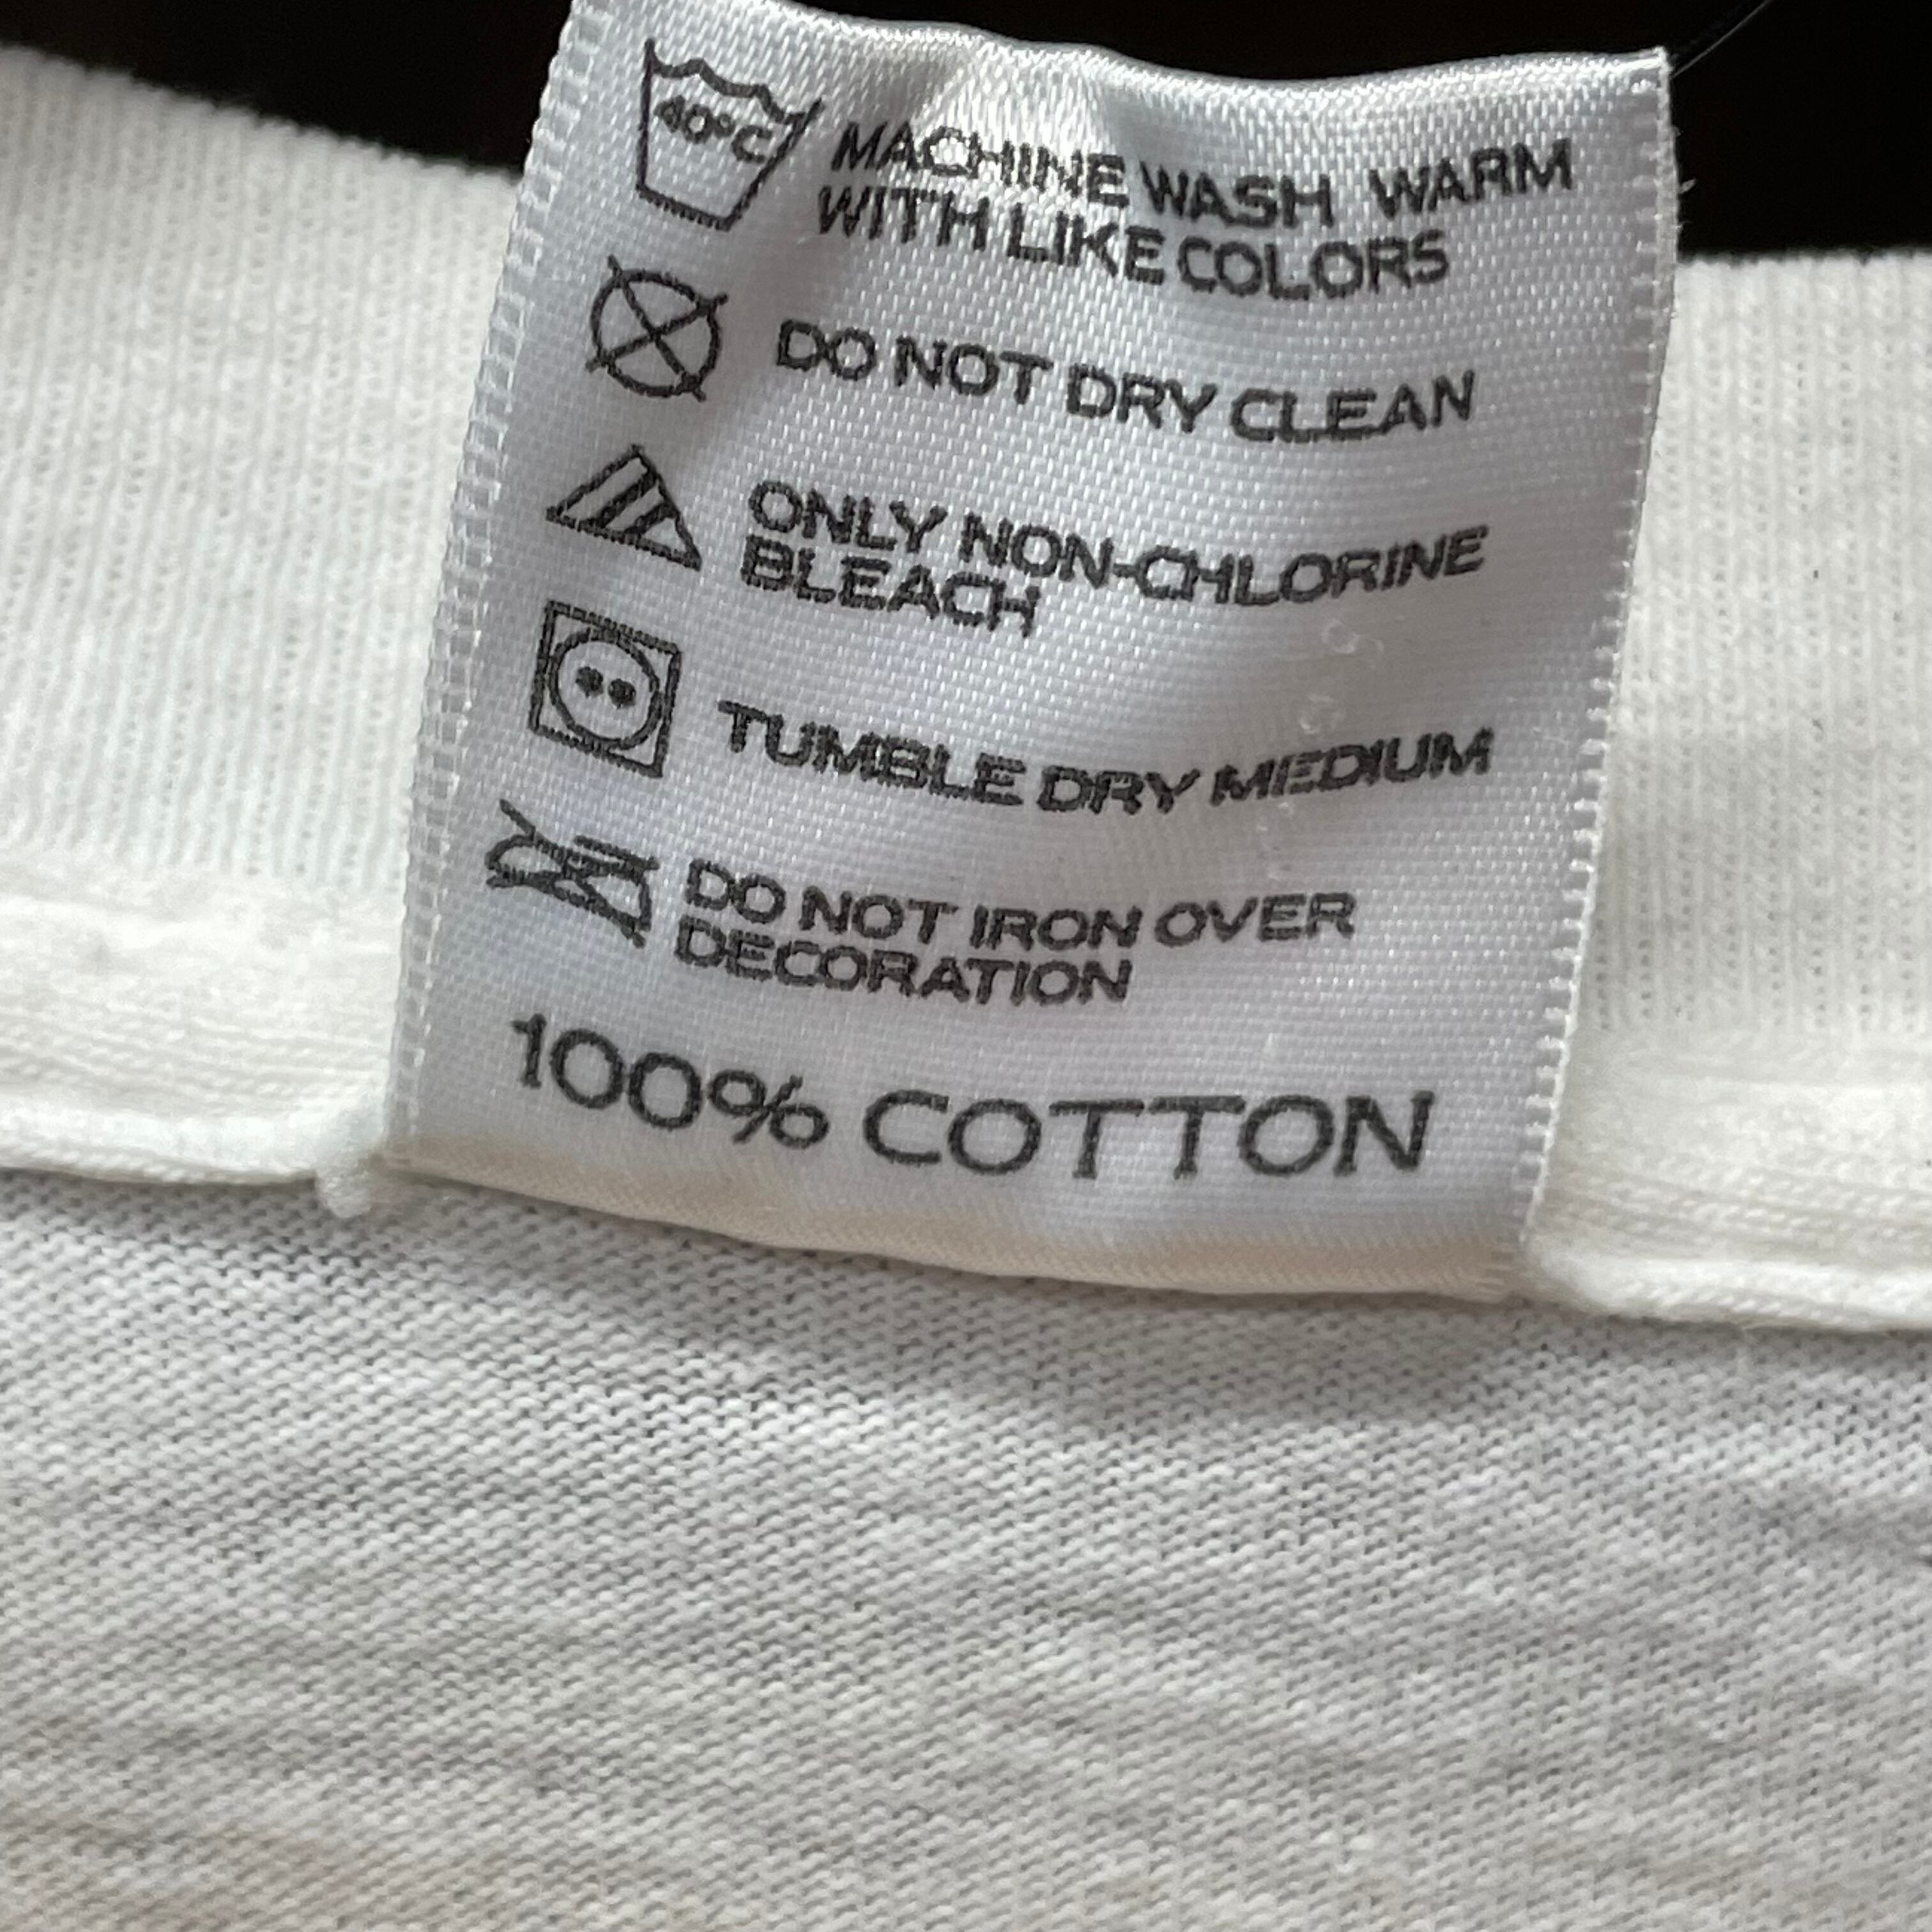 40°C
MACHINE WASH WARM
WITH LIKE COLORS
DO NOT DRY CLEAN
ONLY NON-CHLORINE
BLEACH
TUMBLE DRY MEDIUM
DO NOT IRON OVER
DECORATION
100% COTTON